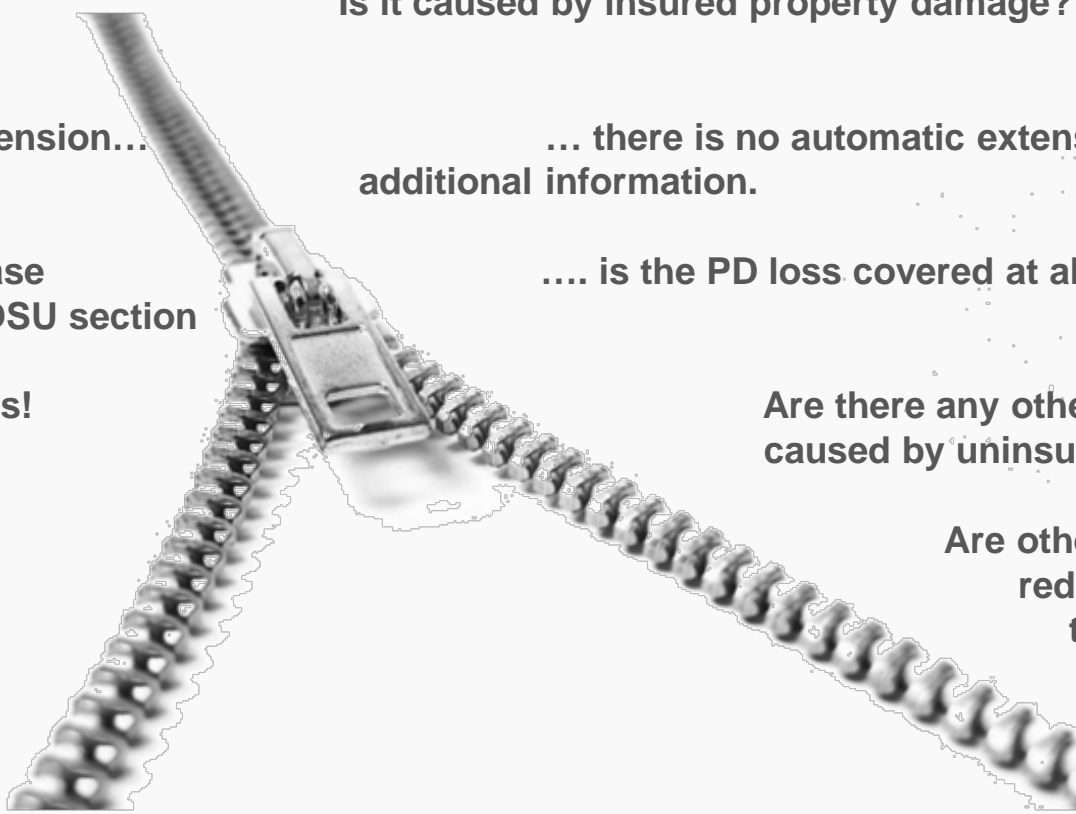 Is it caused by insured property damage?
ension…
… there is no automatic extens
additional information.
ase
OSU section
…. is the PD loss covered at al
s!
Are there any othe
caused by uninsu
Are othe
red
t